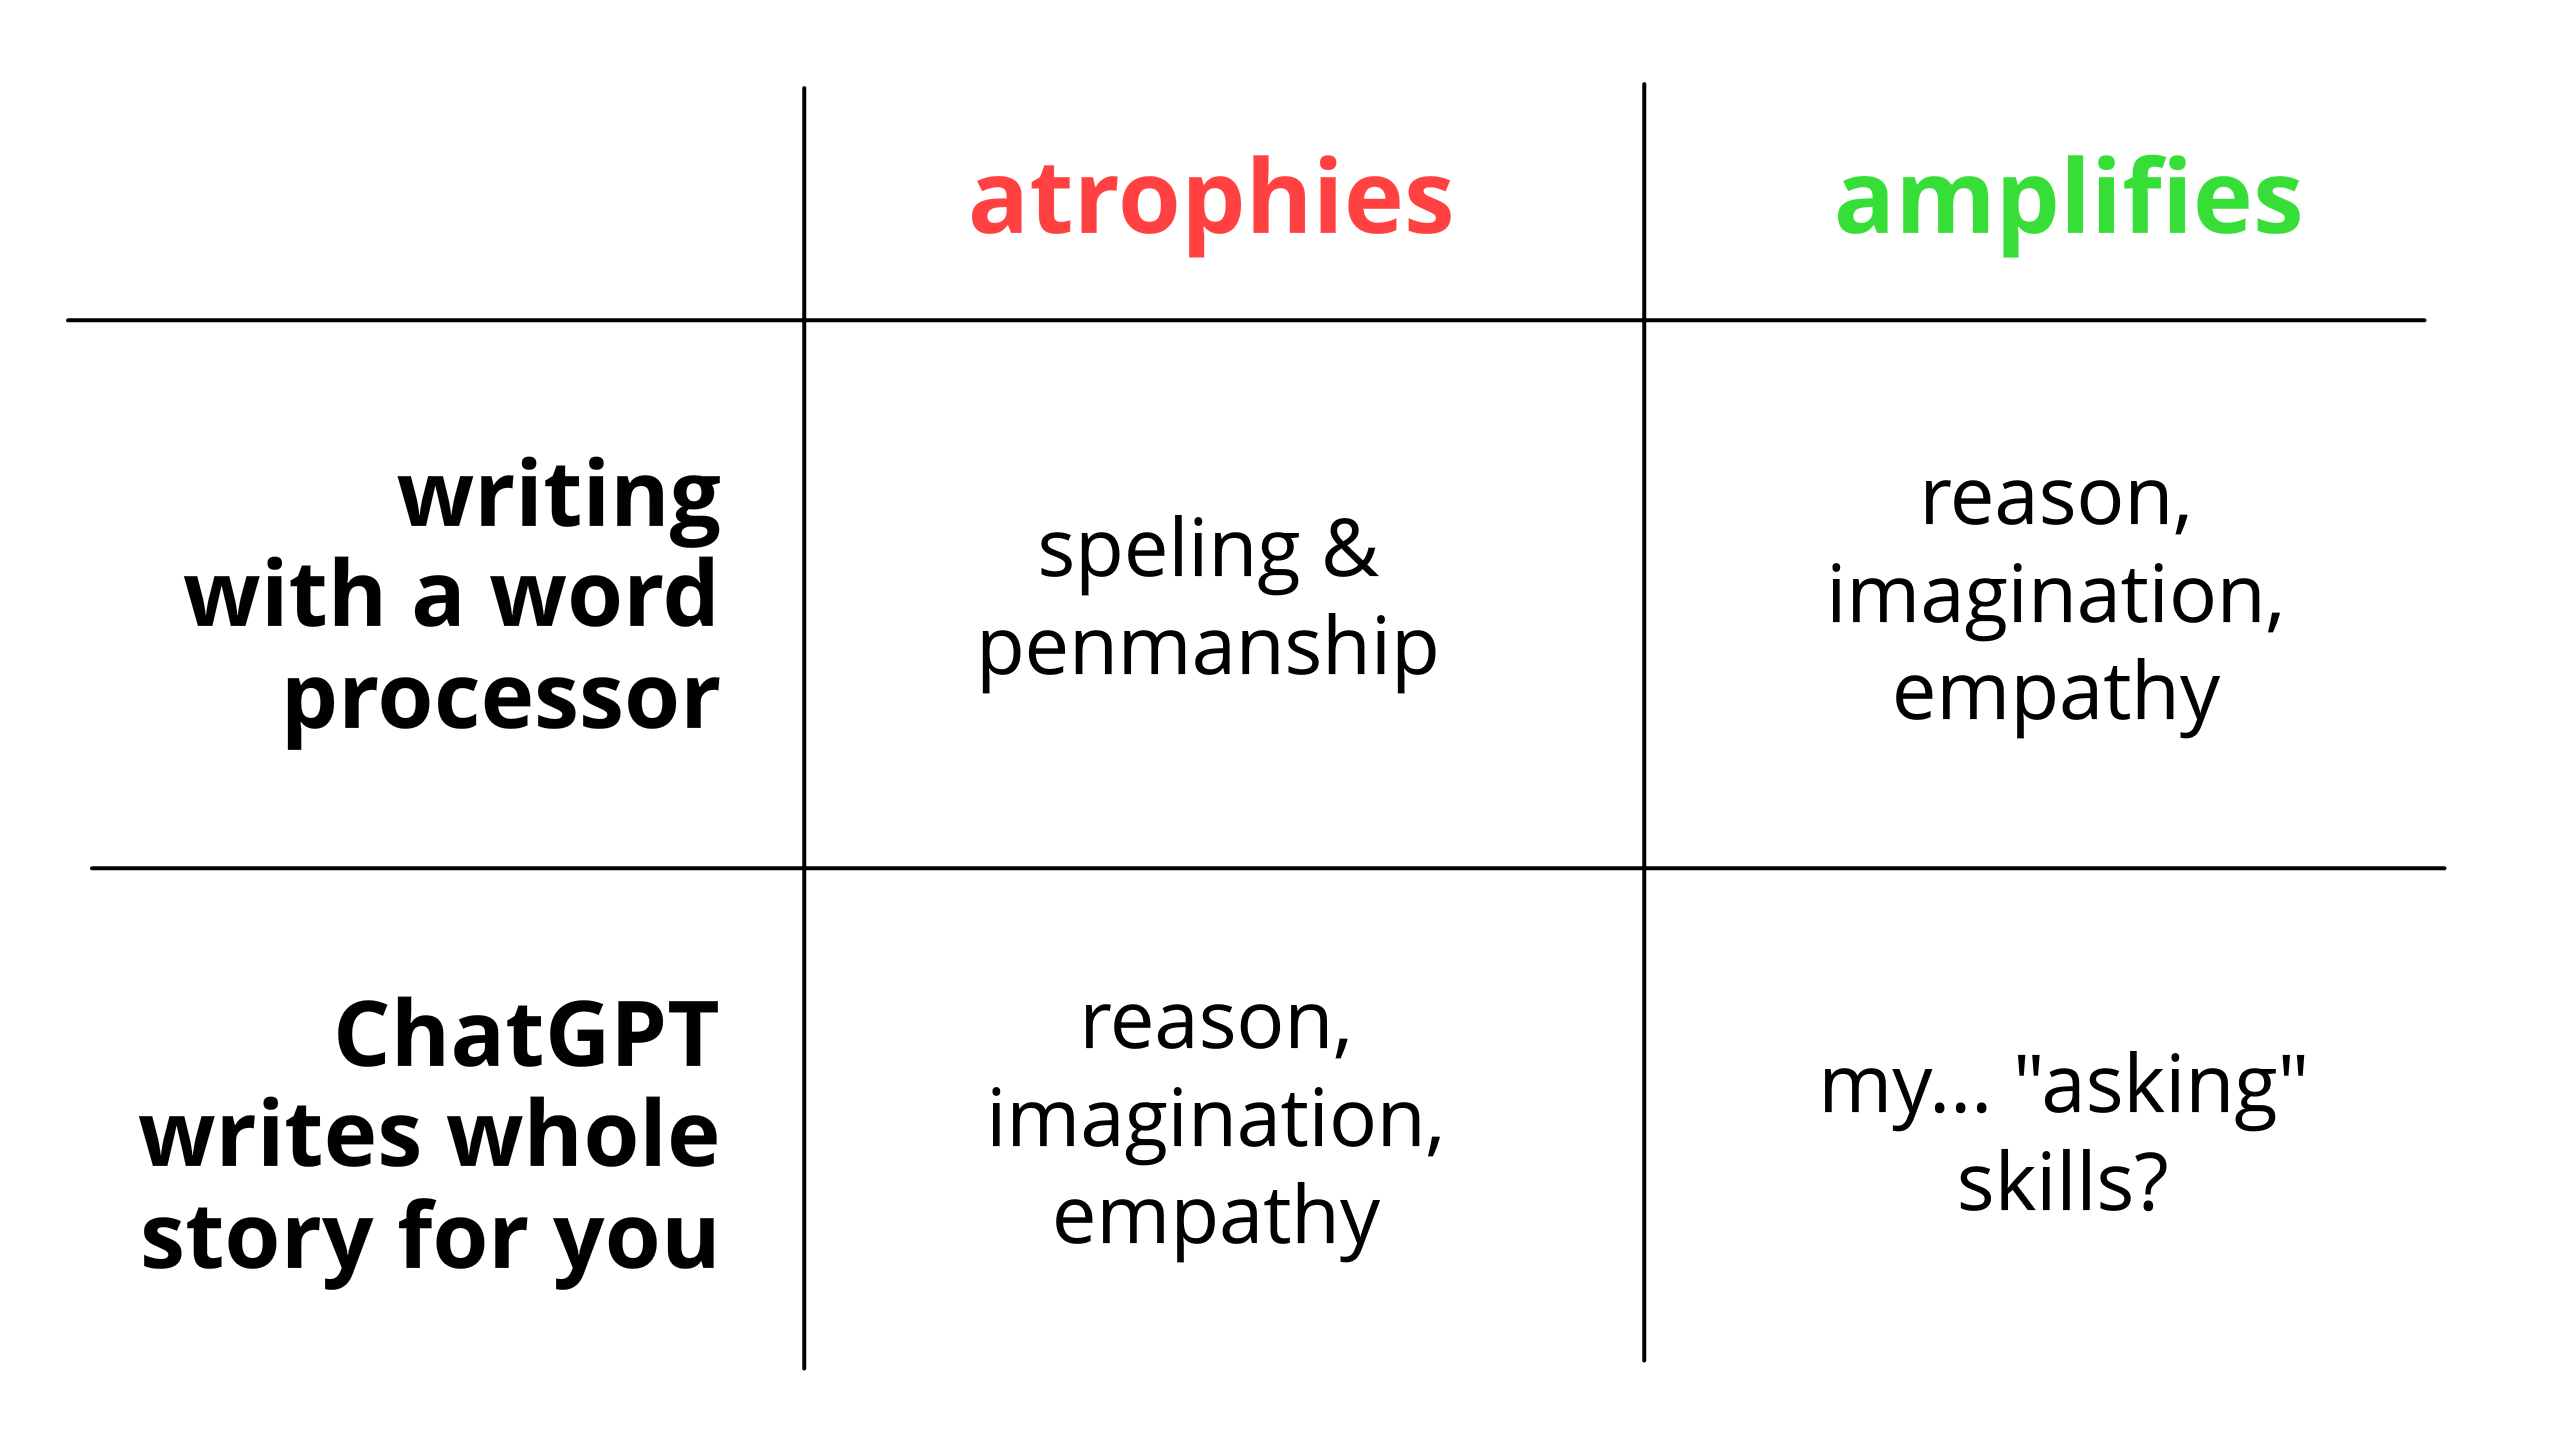 atrophies
amplifies
writing
with a word
processor
speling &
penmanship
reason,
imagination,
empathy
ChatGPT
writes whole
story for you
reason,
imagination,
empathy
my... "asking"
skills?